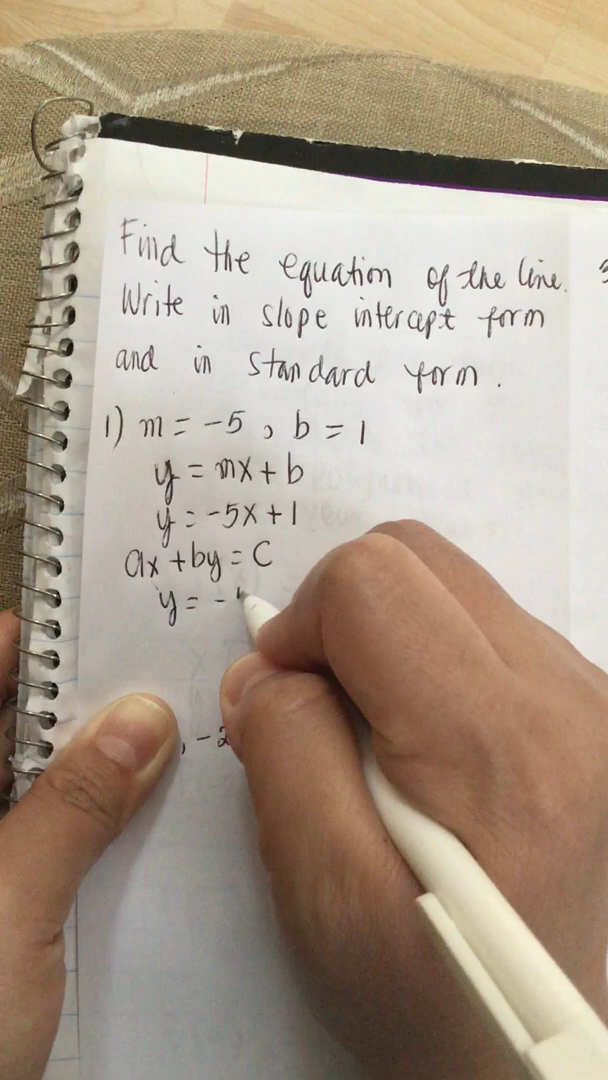 Find the equation of the line.
Write in slope intercept form
and in standard form.
1) m = -5, b = 1
y = mx + b
y = -5x + 1
ax + by = C
y = -
, -2